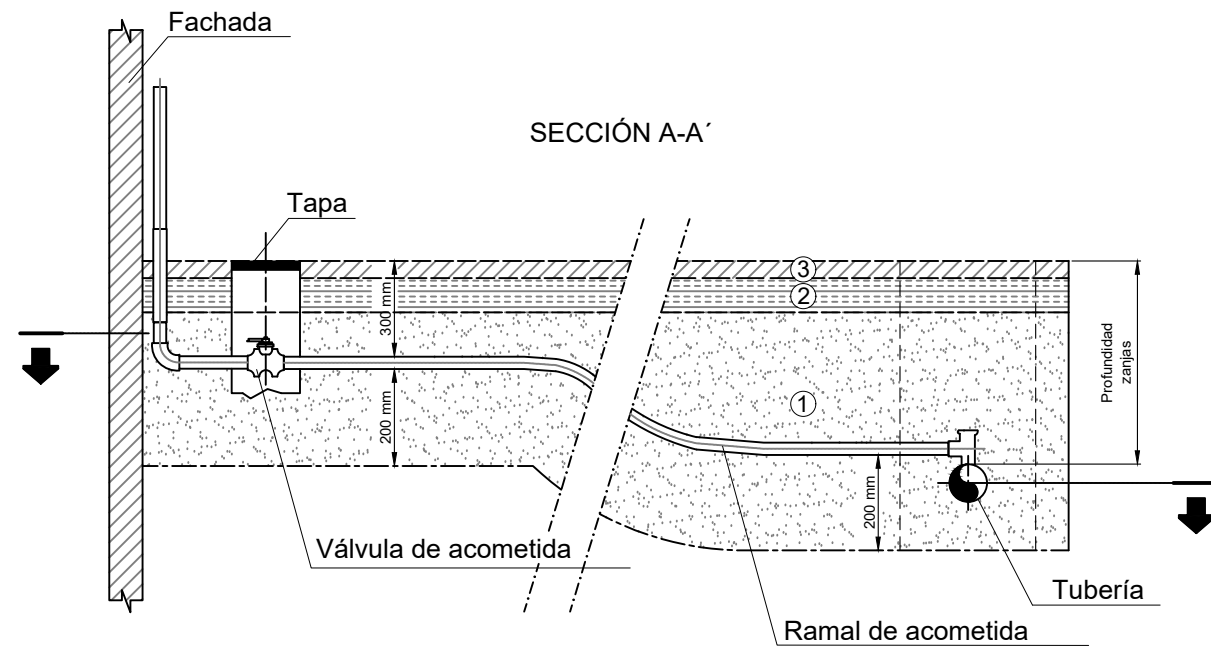 Fachada
SECCIÓN A-A´
Tapa
3
2
300 mm
Profundidad
zanjas
1
200 mm
200 mm
Válvula de acometida
Tubería
Ramal de acometida